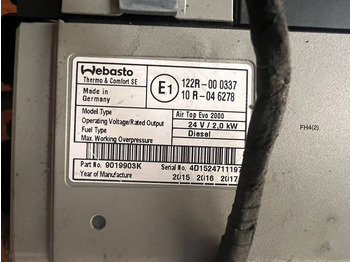 Webasto
Thermo & Comfort SE
Made in
Germany
E1
122R-00 0337
10 R-04 6278
Model Type
Air Top Evo 2000
Operating Voltage/Rated Output
24 V / 2,0 kW
Fuel Type
Diesel
Max. Working Overpressure
Part No. 9019903K
Serial No. 4D1524711197
Year of Manufacture
2015 2016 2017
FH4(2)